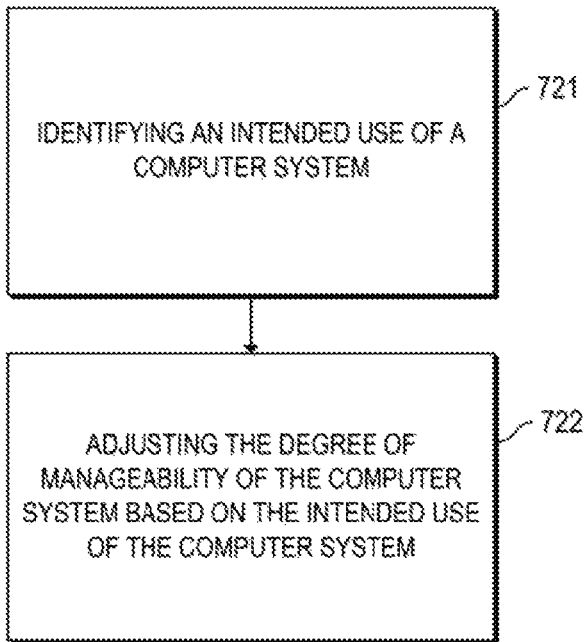 721
IDENTIFYING AN INTENDED USE OF A
COMPUTER SYSTEM
722
ADJUSTING THE DEGREE OF
MANAGEABILITY OF THE COMPUTER
SYSTEM BASED ON THE INTENDED USE
OF THE COMPUTER SYSTEM